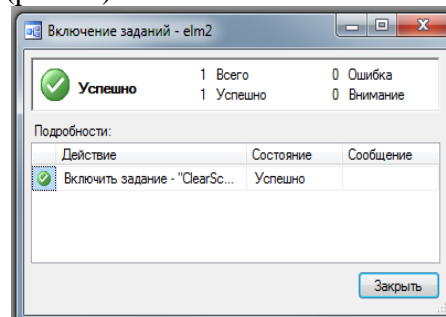 Включение заданий - elm2
Успешно
1 Всего 0 Ошибка
1 Успешно 0 Внимание
Подробности:
Действие Состояние Сообщение
Включить задание - "ClearSc... Успешно
Закрыть